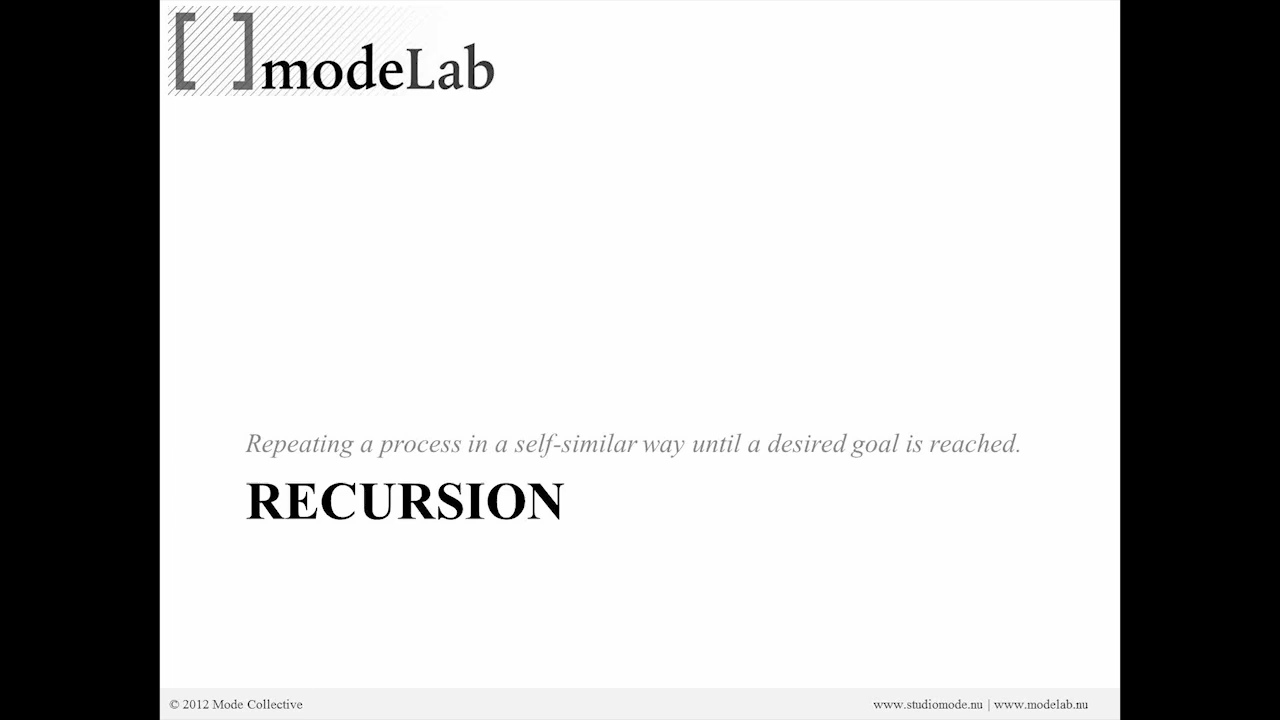 [ ]modeLab
Repeating a process in a self-similar way until a desired goal is reached.
RECURSION
© 2012 Mode Collective
www.studiomode.nu | www.modelab.nu